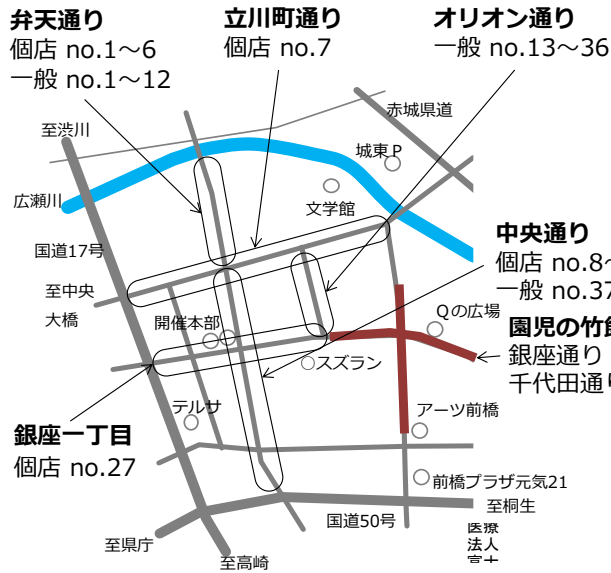 弁天通り
個店 no.1～6
一般 no.1～12
立川町通り
個店 no.7
オリオン通り
一般 no.13～36
至渋川
赤城県道
城東P
広瀬川
文学館
国道17号
中央通り
個店 no.8～
一般 no.37
至中央
大橋
開催本部
Qの広場
園児の竹飾
銀座通り
千代田通り
スズラン
テルサ
アーツ前橋
銀座一丁目
個店 no.27
前橋プラザ元気21
至桐生
国道50号
医療
法人
至県庁
至高崎